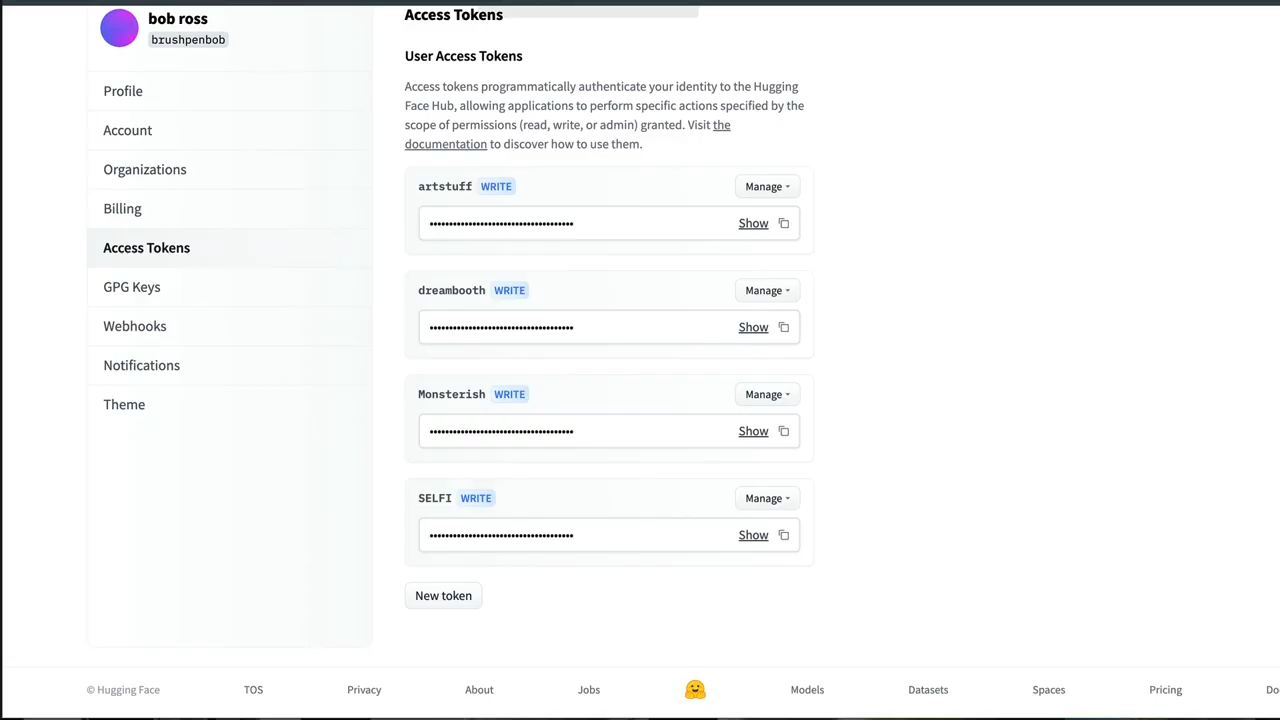 bob ross
brushpenbob
Profile
Account
Organizations
Billing
Access Tokens
GPG Keys
Webhooks
Notifications
Theme
Access Tokens
User Access Tokens
Access tokens programmatically authenticate your identity to the Hugging
Face Hub, allowing applications to perform specific actions specified by the
scope of permissions (read, write, or admin) granted. Visit the
documentation to discover how to use them.
artstuff WRITE Manage
•••••••••••••••••••••••••••••••••••••
Show
dreambooth WRITE Manage
•••••••••••••••••••••••••••••••••••••
Show
Monsterish WRITE Manage
•••••••••••••••••••••••••••••••••••••
Show
SELFI WRITE Manage
•••••••••••••••••••••••••••••••••••••
Show
New token
© Hugging Face TOS Privacy About Jobs Models Datasets Spaces Pricing Do